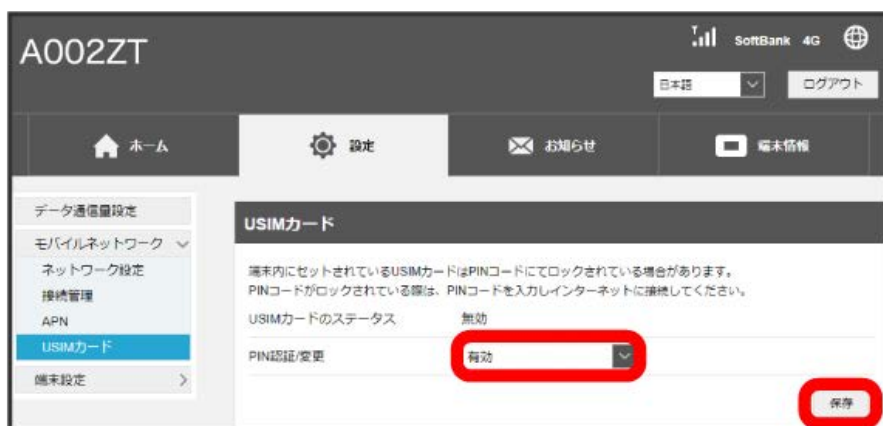 A002ZT
SoftBank 4G
日本語
ログアウト
ホーム
設定
お知らせ
端末情報
データ通信量設定
モバイルネットワーク
ネットワーク設定
接続管理
APN
USIMカード
端末設定
USIMカード
端末内にセットされているUSIMカードはPINコードにてロックされている場合があります。
PINコードがロックされている際は、PINコードを入力しインターネットに接続してください。
USIMカードのステータス 無効
PIN認証/変更 有効
保存